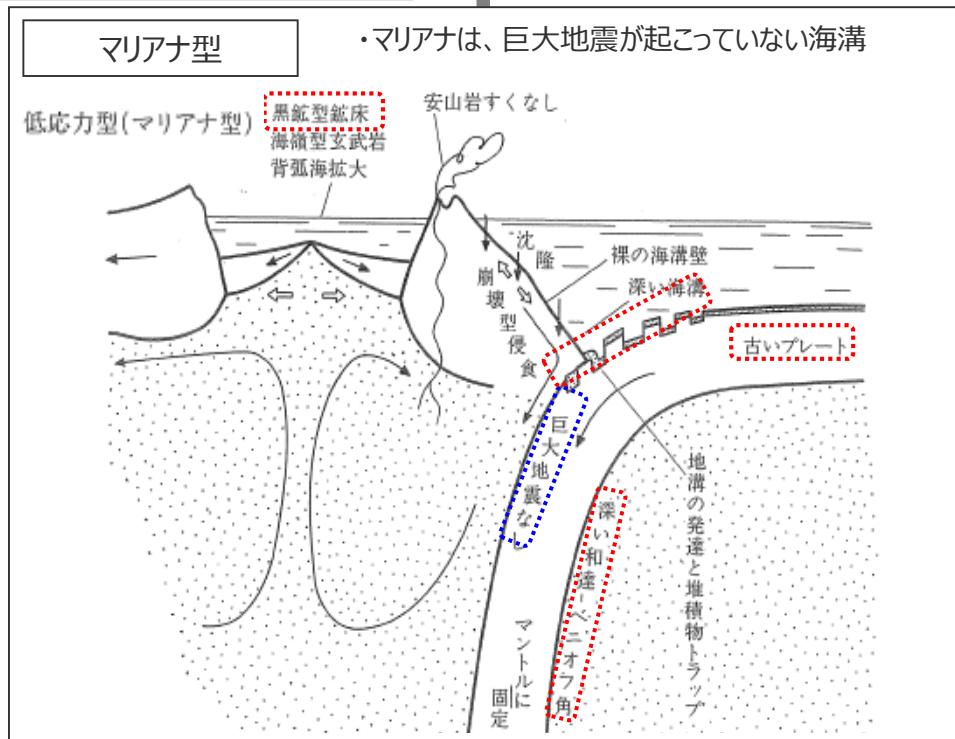 マリアナ型
・マリアナは、巨大地震が起こっていない海溝
低応力型(マリアナ型)
黒鉱型鉱床
海嶺型玄武岩
背弧海拡大
安山岩すくなし
沈降
崩壊型侵食
裸の海溝壁
深い海溝
古いプレート
巨大地震なし
深い和達-ベニオフ角
地溝の発達と堆積物トラップ
マントルに
固定